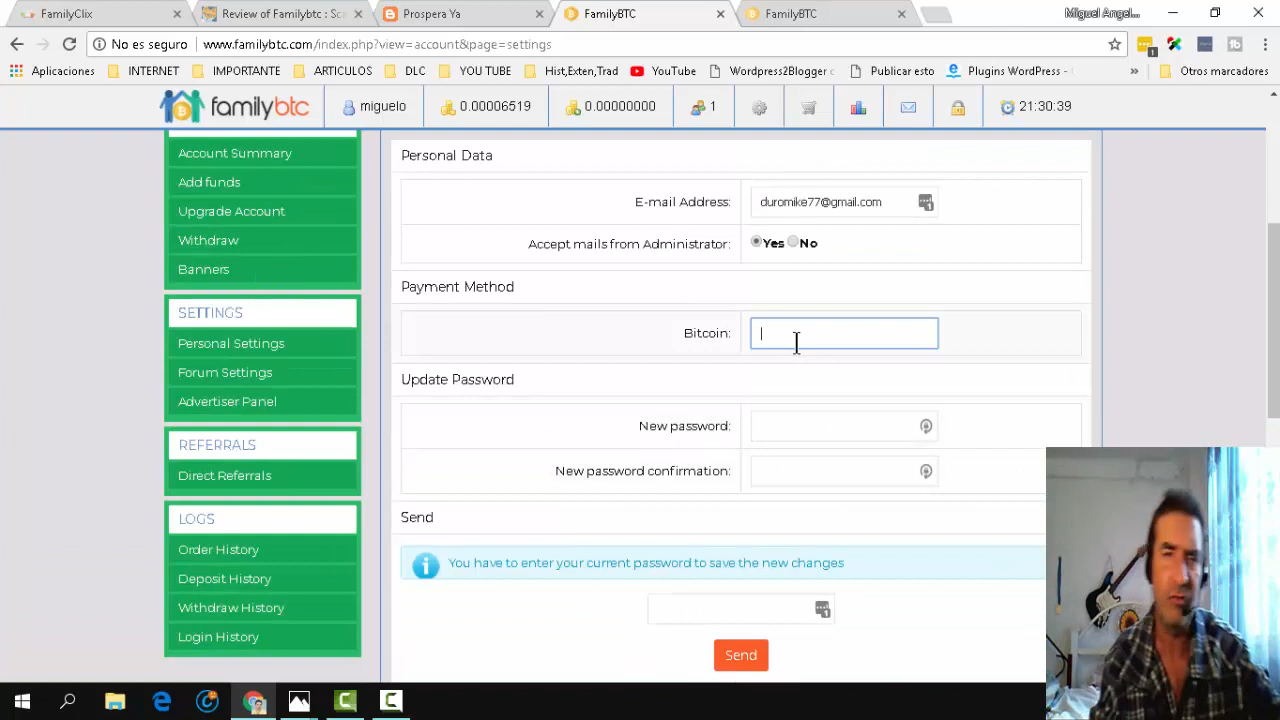 FamilyClix
Review of Familybtc : Sca
Prospera Ya
FamilyBTC
FamilyBTC
Miguel Angel...
No es seguro
www.familybtc.com/index.php?view=account&page=settings
Aplicaciones
INTERNET
IMPORTANTE
ARTICULOS
DLC
YOU TUBE
Hist,Exten,Trad
YouTube
Wordpress2Blogger c
Publicar esto
Plugins WordPress -
»
Otros marcadores
familybtc
miguelo
0.00006519
0.00000000
1
21:30:39
Account Summary
Add funds
Upgrade Account
Withdraw
Banners
SETTINGS
Personal Settings
Forum Settings
Advertiser Panel
REFERRALS
Direct Referrals
LOGS
Order History
Deposit History
Withdraw History
Login History
Personal Data
E-mail Address:
duromike77@gmail.com
Accept mails from Administrator:
Yes
No
Payment Method
Bitcoin:
Update Password
New password:
New password confirmation:
Send
You have to enter your current password to save the new changes
Send